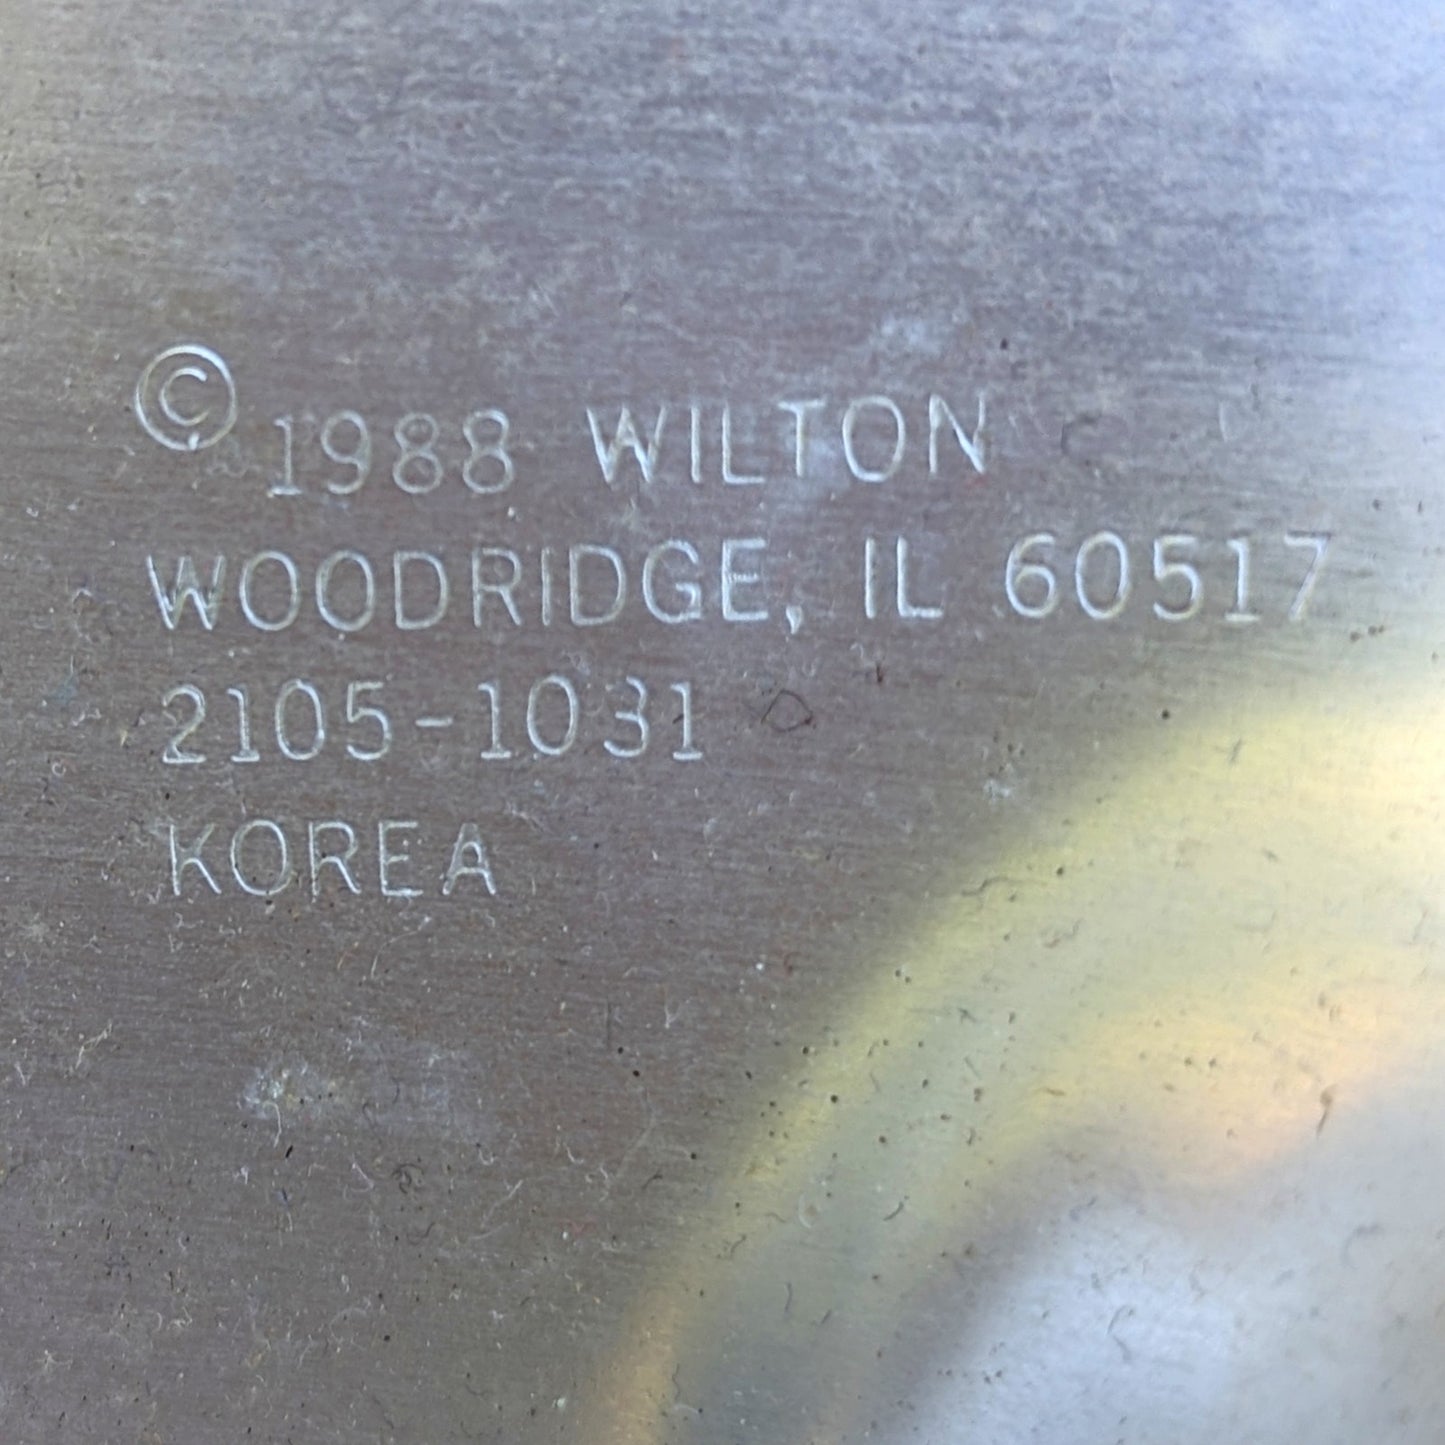 © 1988 WILTON
WOODRIDGE, IL 60517
2105-1031
KOREA